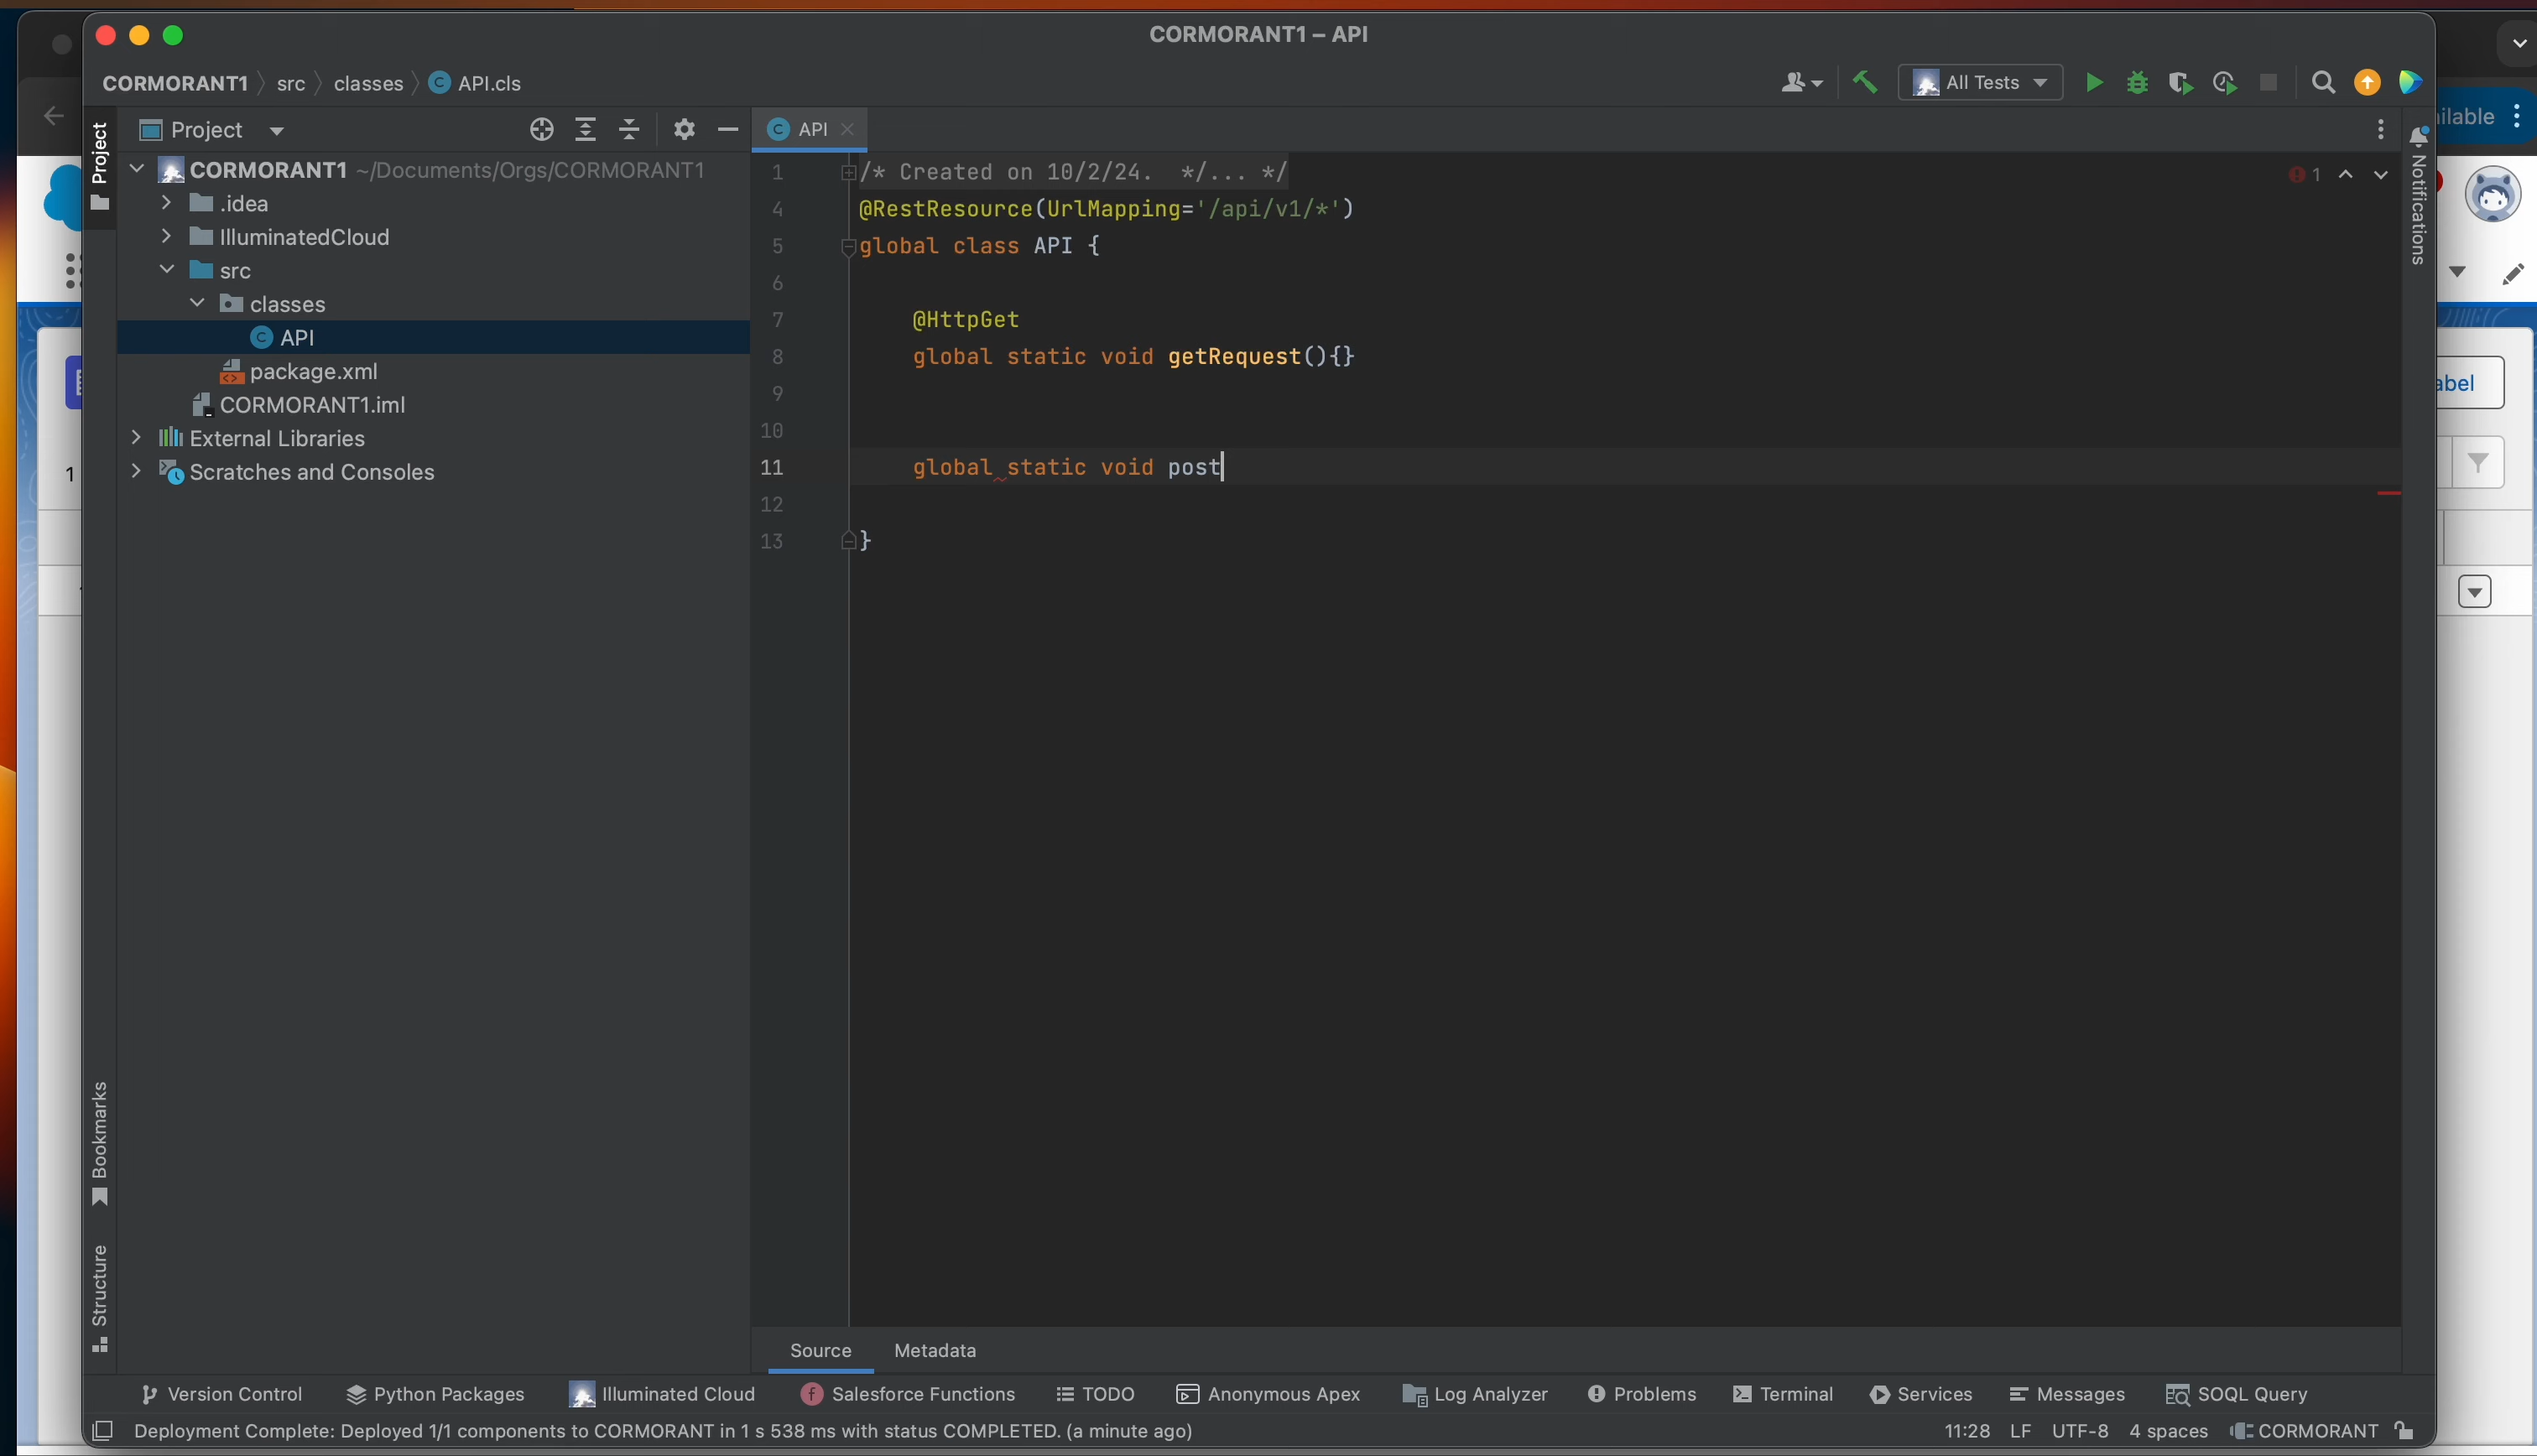 CORMORANT1 – API
CORMORANT1 src classes API.cls
All Tests
ilable
Project
Project
API
Notifications
CORMORANT1 ~/Documents/Orgs/CORMORANT1
.idea
IlluminatedCloud
src
classes
API
package.xml
CORMORANT1.iml
External Libraries
Scratches and Consoles
1 /* Created on 10/2/24.  */... */
4 @RestResource(UrlMapping='/api/v1/*')
5 global class API {
6
7 @HttpGet
8 global static void getRequest(){}
9
10
11 global static void post
12
13 }
1
abel
1
Bookmarks
Structure
Source Metadata
Version Control Python Packages Illuminated Cloud Salesforce Functions TODO Anonymous Apex Log Analyzer Problems Terminal Services Messages SOQL Query
Deployment Complete: Deployed 1/1 components to CORMORANT in 1 s 538 ms with status COMPLETED. (a minute ago) 11:28 LF UTF-8 4 spaces CORMORANT